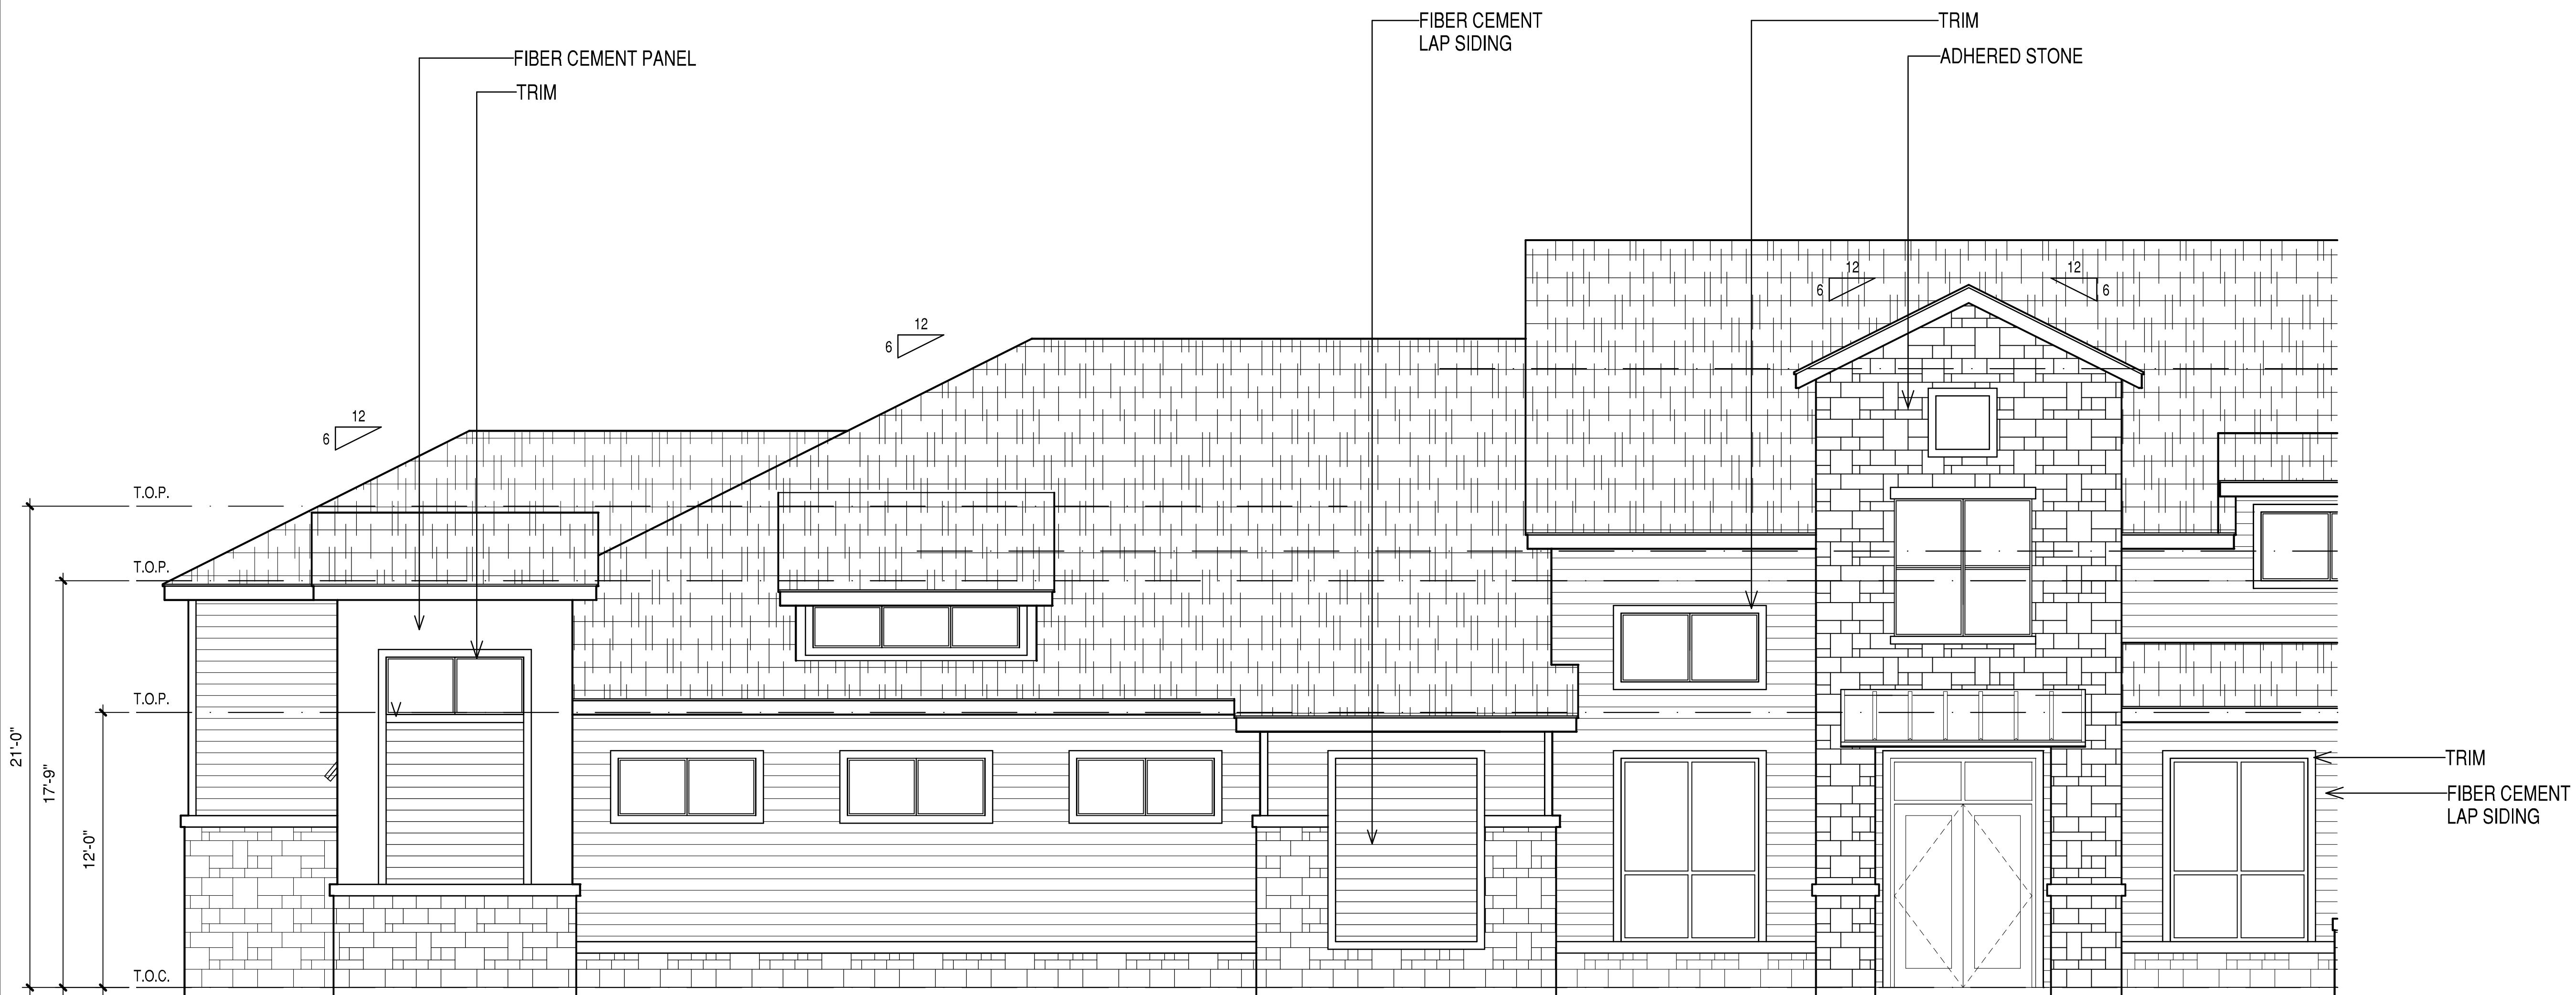 FIBER CEMENT
LAP SIDING
TRIM
ADHERED STONE
FIBER CEMENT PANEL
TRIM
12
6
12
6
12
6
12
6
T.O.P.
T.O.P.
T.O.P.
T.O.C.
21'-0"
17'-9"
12'-0"
TRIM
FIBER CEMENT
LAP SIDING